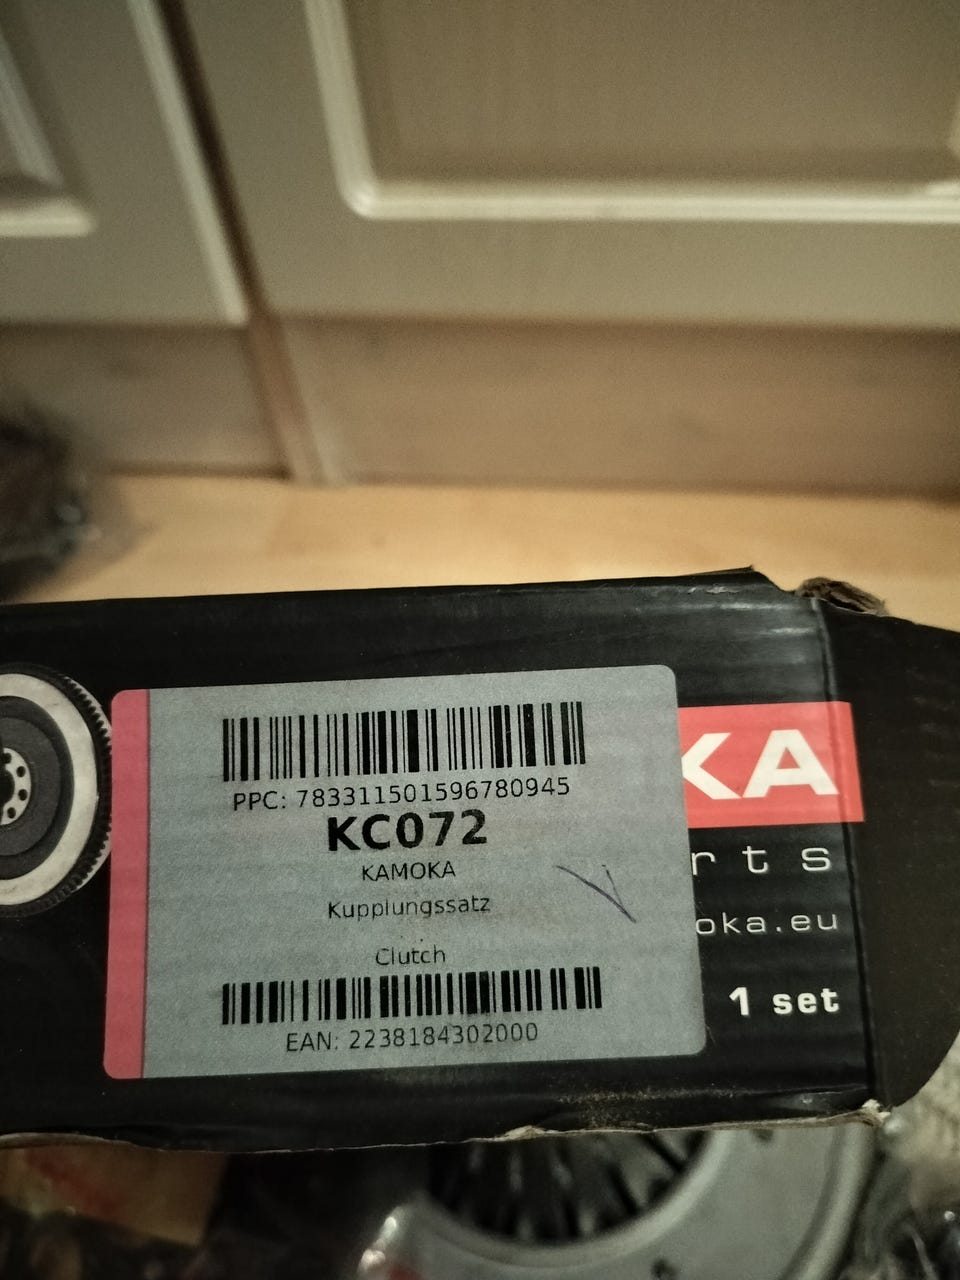 PPC: 783311501596780945
KC072
KAMOKA
Kupplungssatz
Clutch
EAN: 2238184302000
KA
rts
oka.eu
1 set